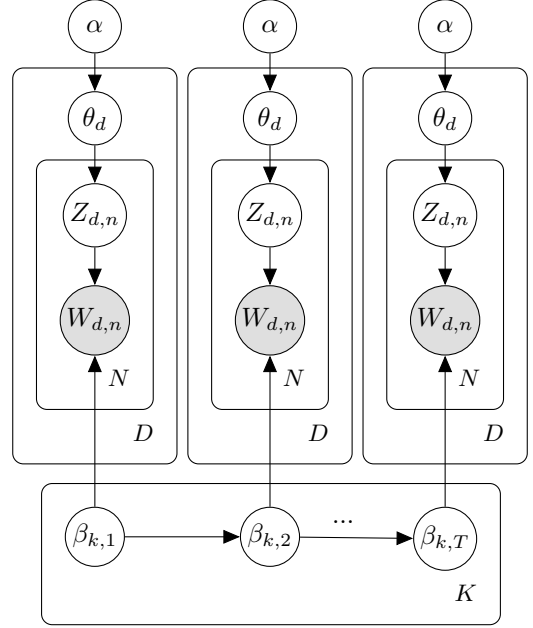 α α α
θ_d θ_d θ_d
Z_{d,n} Z_{d,n} Z_{d,n}
W_{d,n} W_{d,n} W_{d,n}
N N N
D D D
β_{k,1} β_{k,2} ... β_{k,T}
K